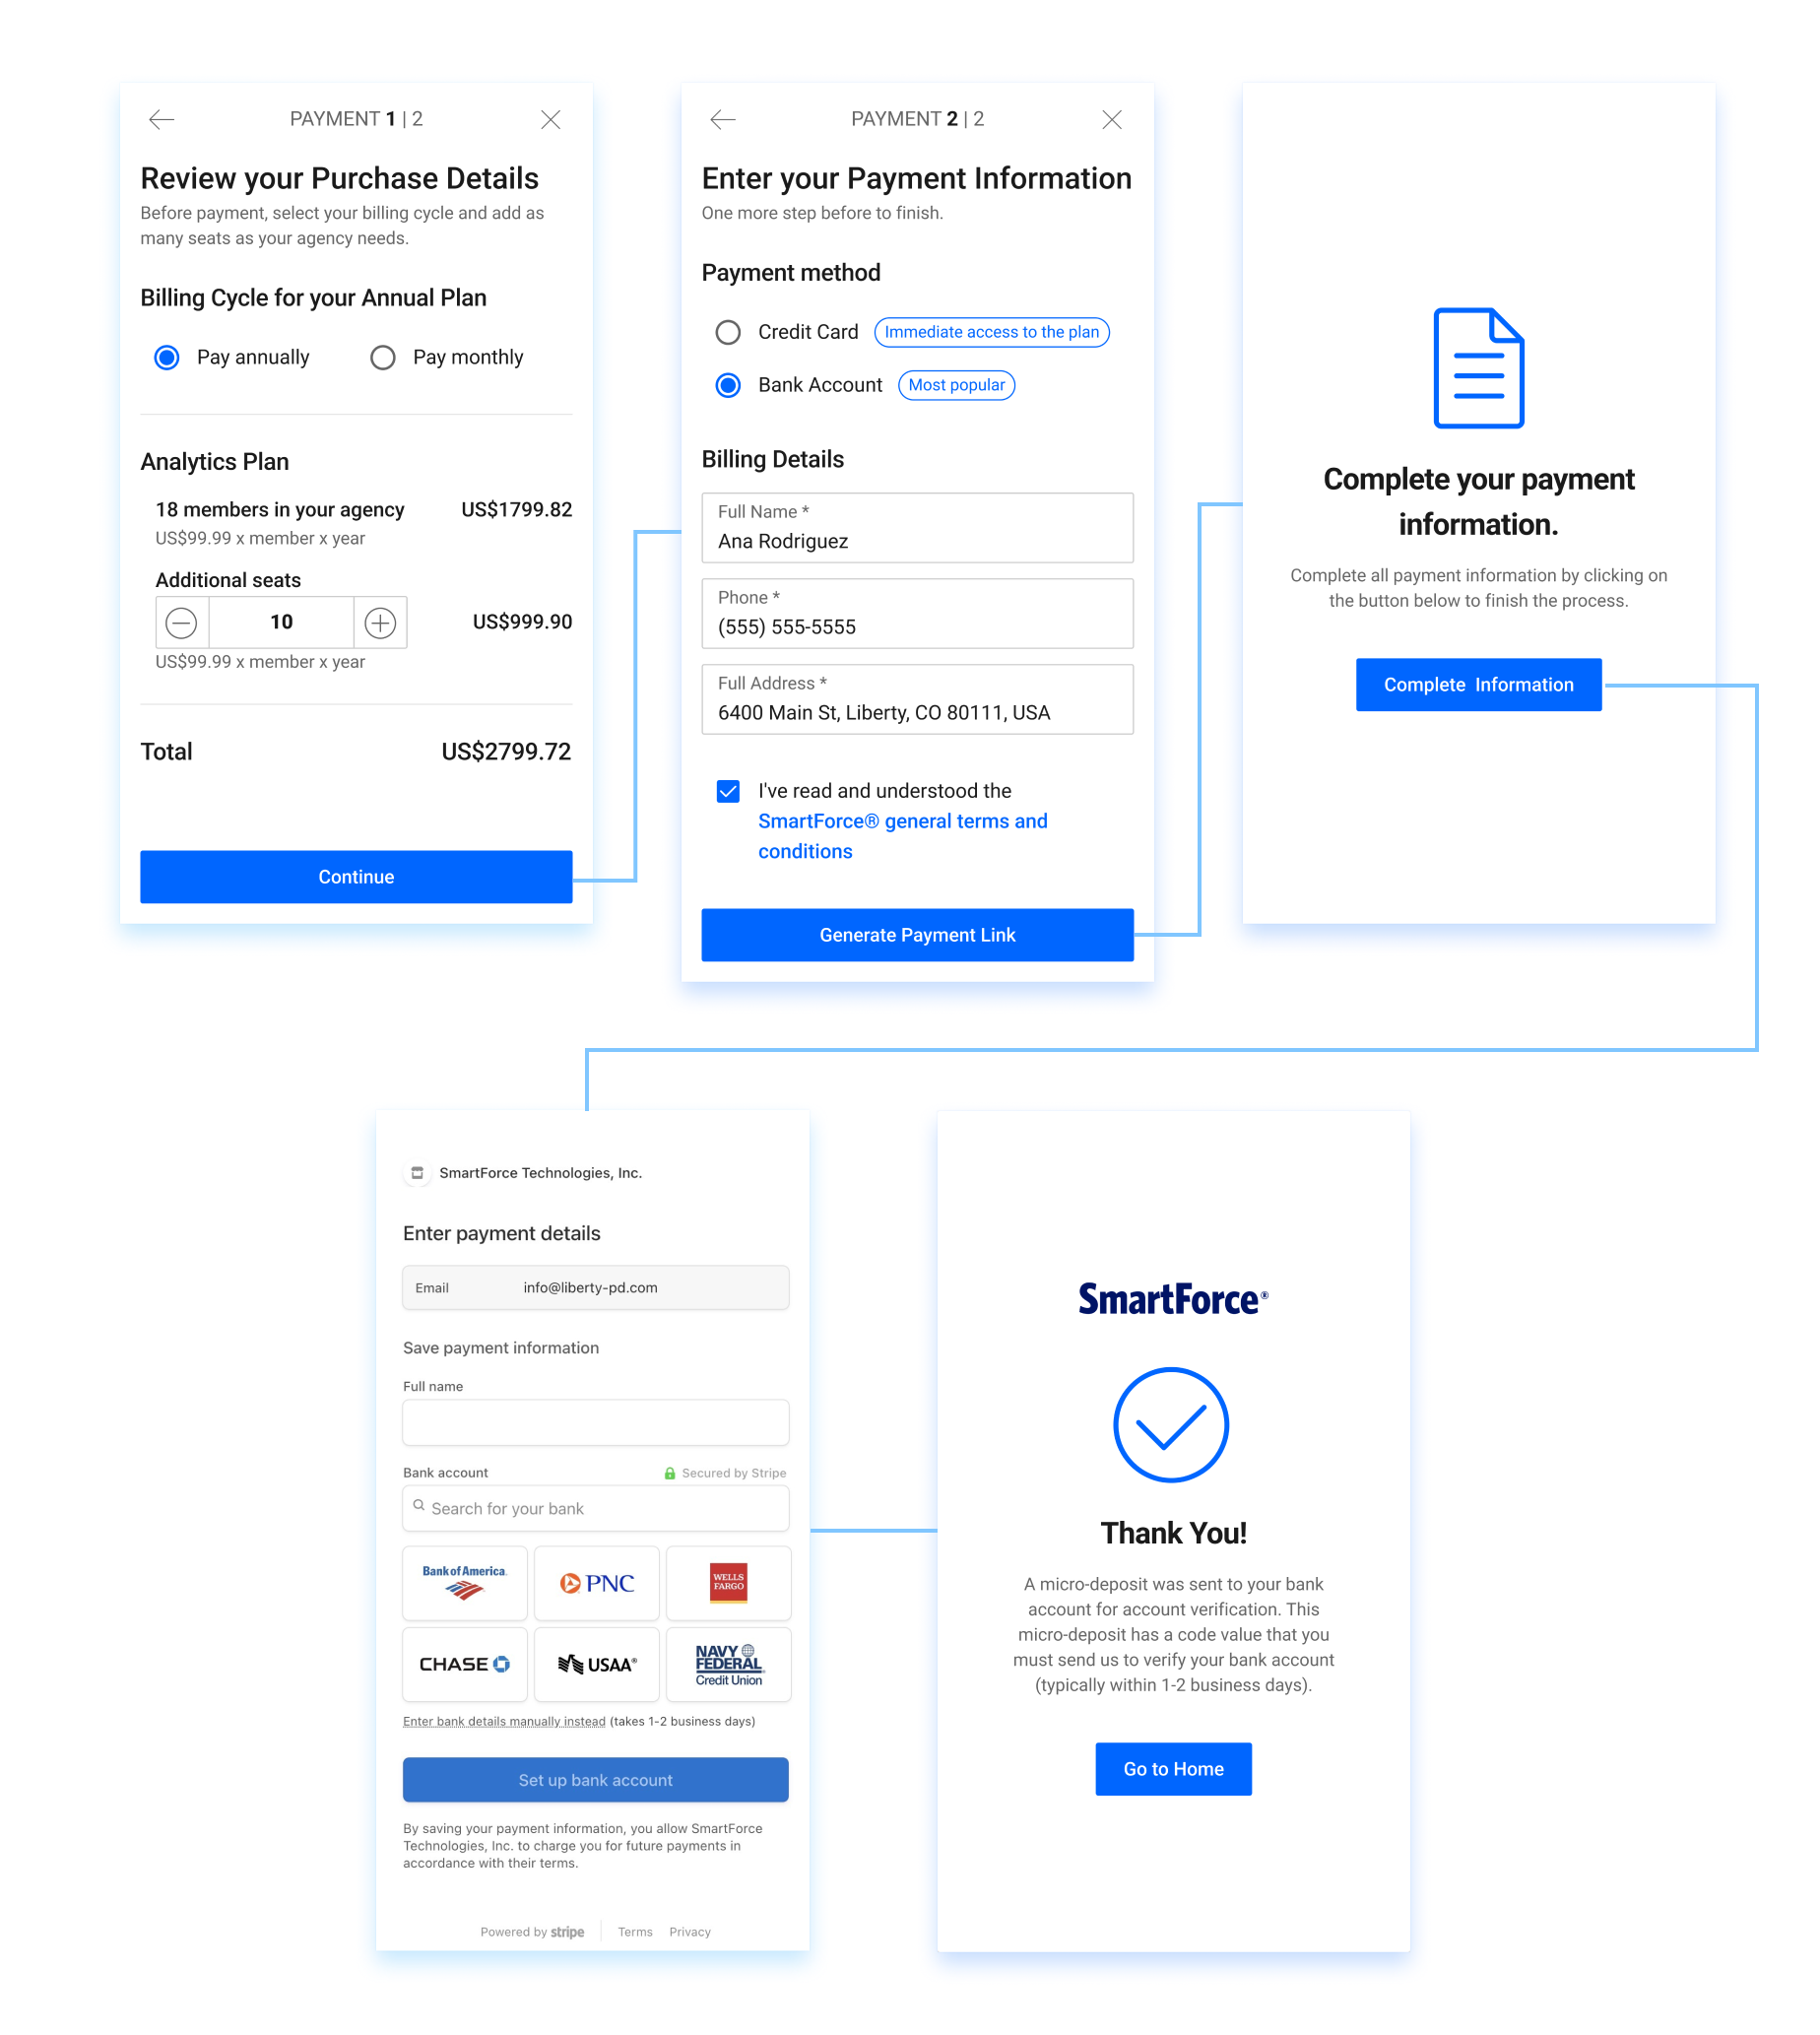 PAYMENT 1 | 2
Review your Purchase Details
Before payment, select your billing cycle and add as
many seats as your agency needs.
Billing Cycle for your Annual Plan
Pay annually
Pay monthly
Analytics Plan
18 members in your agency US$1799.82
US$99.99 x member x year
Additional seats
10 US$999.90
US$99.99 x member x year
Total US$2799.72
Continue
PAYMENT 2 | 2
Enter your Payment Information
One more step before to finish.
Payment method
Credit Card Immediate access to the plan
Bank Account Most popular
Billing Details
Full Name *
Ana Rodriguez
Phone *
(555) 555-5555
Full Address *
6400 Main St, Liberty, CO 80111, USA
I've read and understood the
SmartForce® general terms and
conditions
Generate Payment Link
Complete your payment
information.
Complete all payment information by clicking on
the button below to finish the process.
Complete Information
SmartForce Technologies, Inc.
Enter payment details
Email info@liberty-pd.com
Save payment information
Full name
Bank account Secured by Stripe
Search for your bank
Bank of America
PNC
WELLS
FARGO
CHASE
USAA®
NAVY
FEDERAL
Credit Union
Enter bank details manually instead (takes 1-2 business days)
Set up bank account
By saving your payment information, you allow SmartForce
Technologies, Inc. to charge you for future payments in
accordance with their terms.
Powered by stripe Terms Privacy
SmartForce®
Thank You!
A micro-deposit was sent to your bank
account for account verification. This
micro-deposit has a code value that you
must send us to verify your bank account
(typically within 1-2 business days).
Go to Home